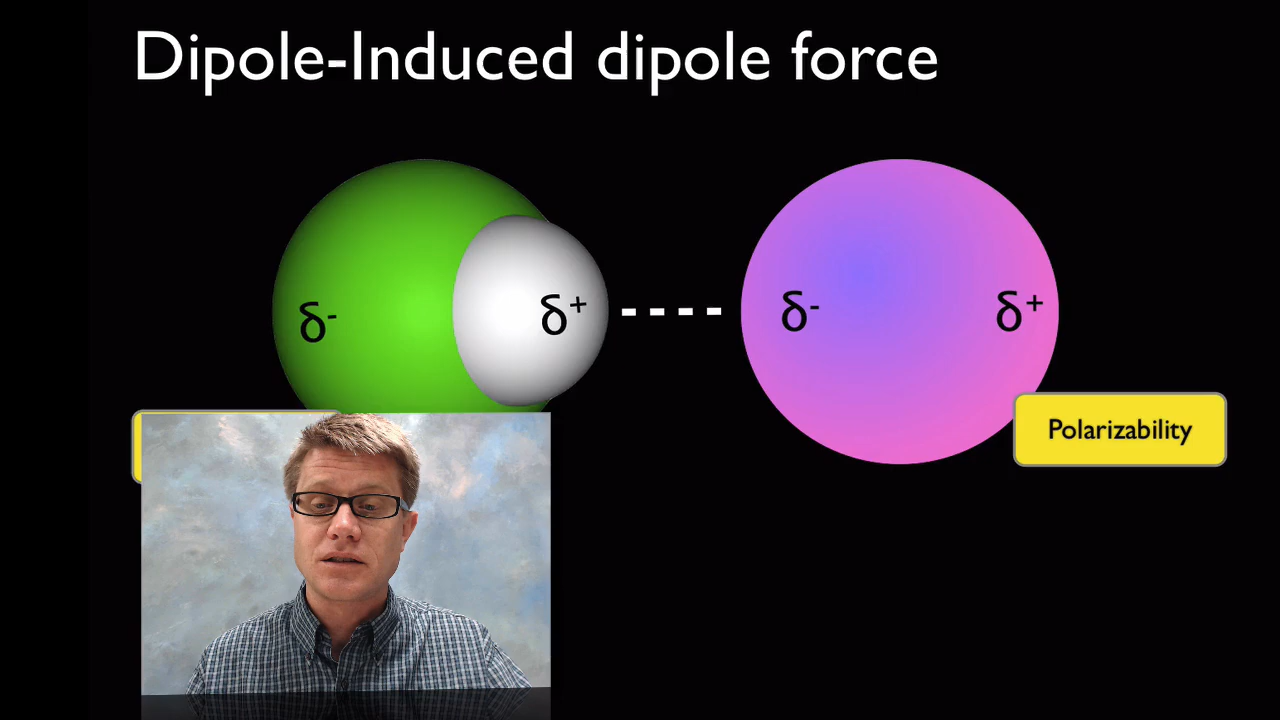 Dipole-Induced dipole force
δ- δ+ δ- δ+
Polarizability